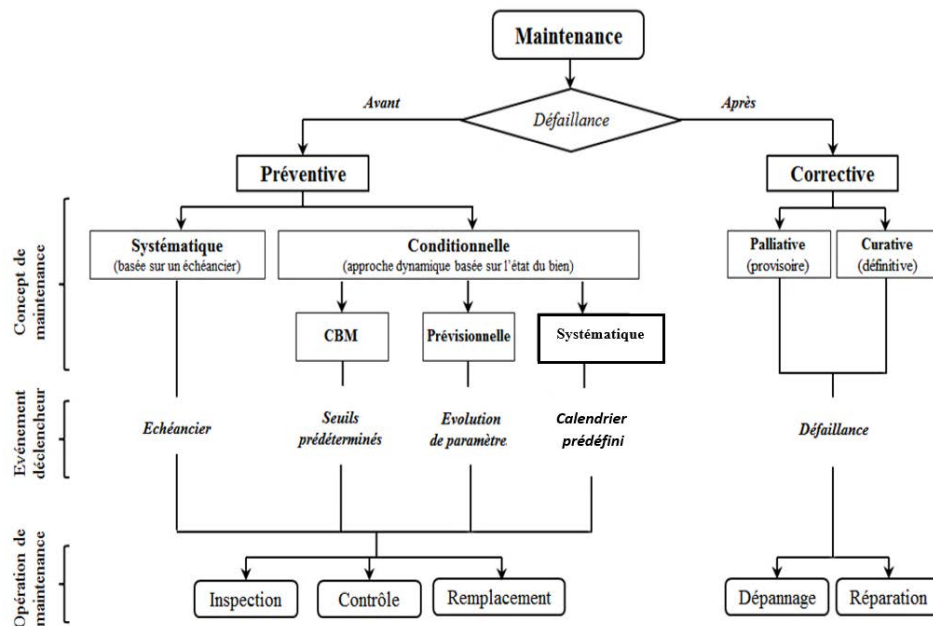 Maintenance
Avant
Après
Défaillance
Préventive
Corrective
Concept de
maintenance
Systématique
(basée sur un échéancier)
Conditionnelle
(approche dynamique basée sur l'état du bien)
Palliative
(provisoire)
Curative
(définitive)
CBM
Prévisionnelle
Systématique
Evénement
déclencheur
Echéancier
Seuils
prédéterminés
Evolution
de paramètre
Calendrier
prédéfini
Défaillance
Opération de
maintenance
Inspection
Contrôle
Remplacement
Dépannage
Réparation